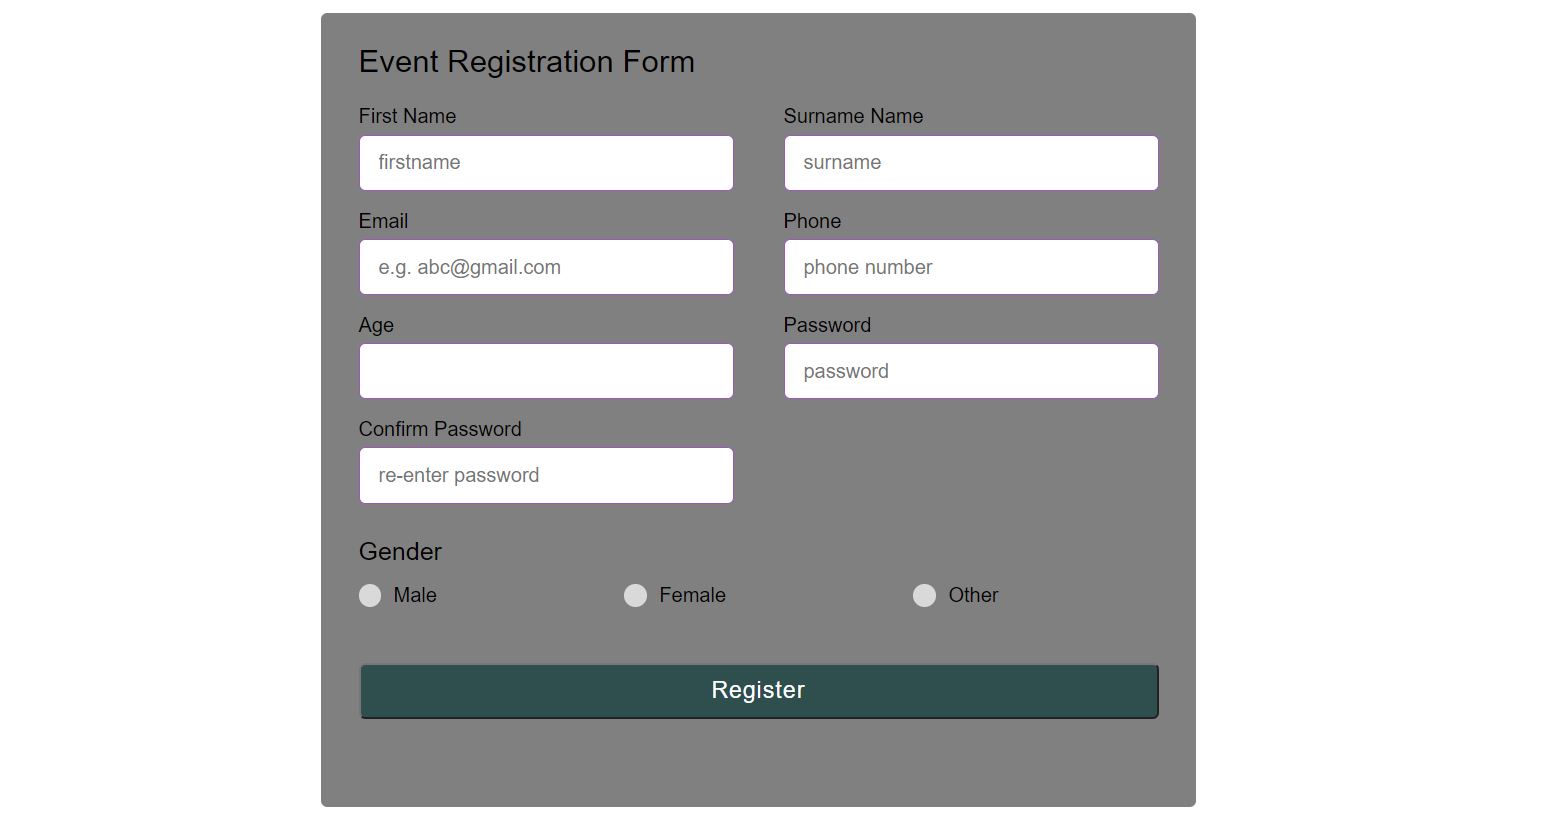 Event Registration Form
First Name
Surname Name
firstname
surname
Email
Phone
e.g. abc@gmail.com
phone number
Age
Password
password
Confirm Password
re-enter password
Gender
Male
Female
Other
Register